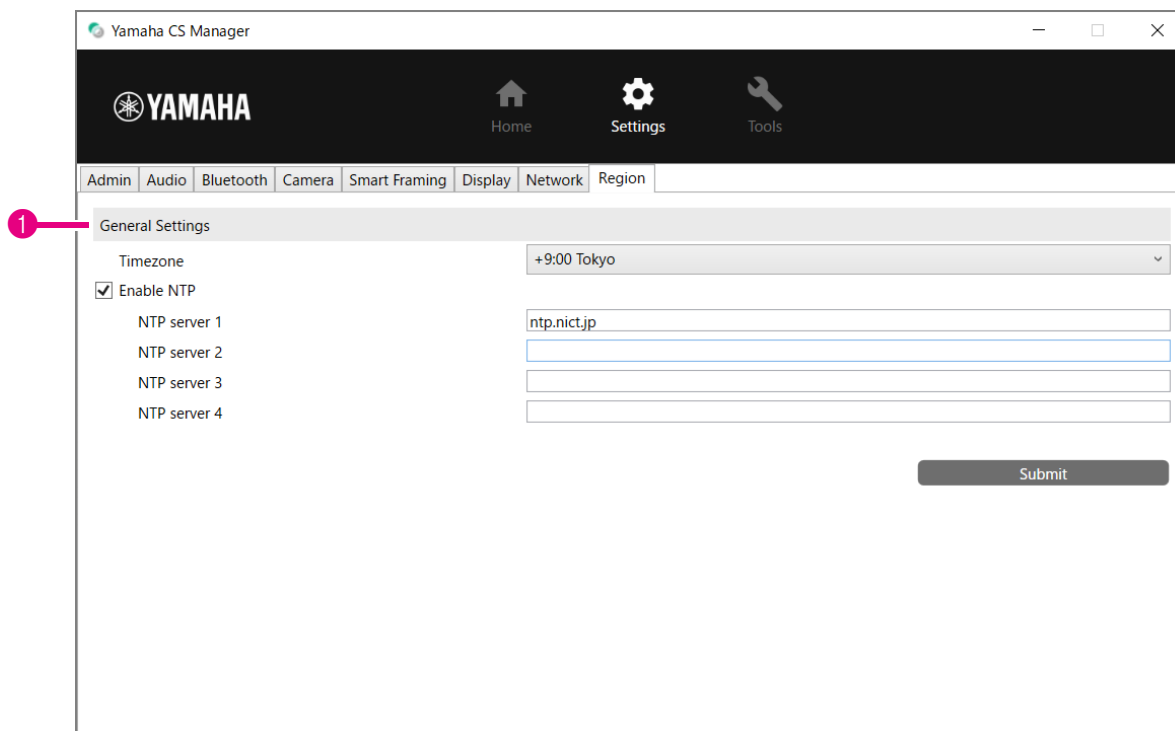 Yamaha CS Manager
YAMAHA
Home
Settings
Tools
Admin Audio Bluetooth Camera Smart Framing Display Network Region
1
General Settings
Timezone +9:00 Tokyo
Enable NTP
NTP server 1 ntp.nict.jp
NTP server 2
NTP server 3
NTP server 4
Submit